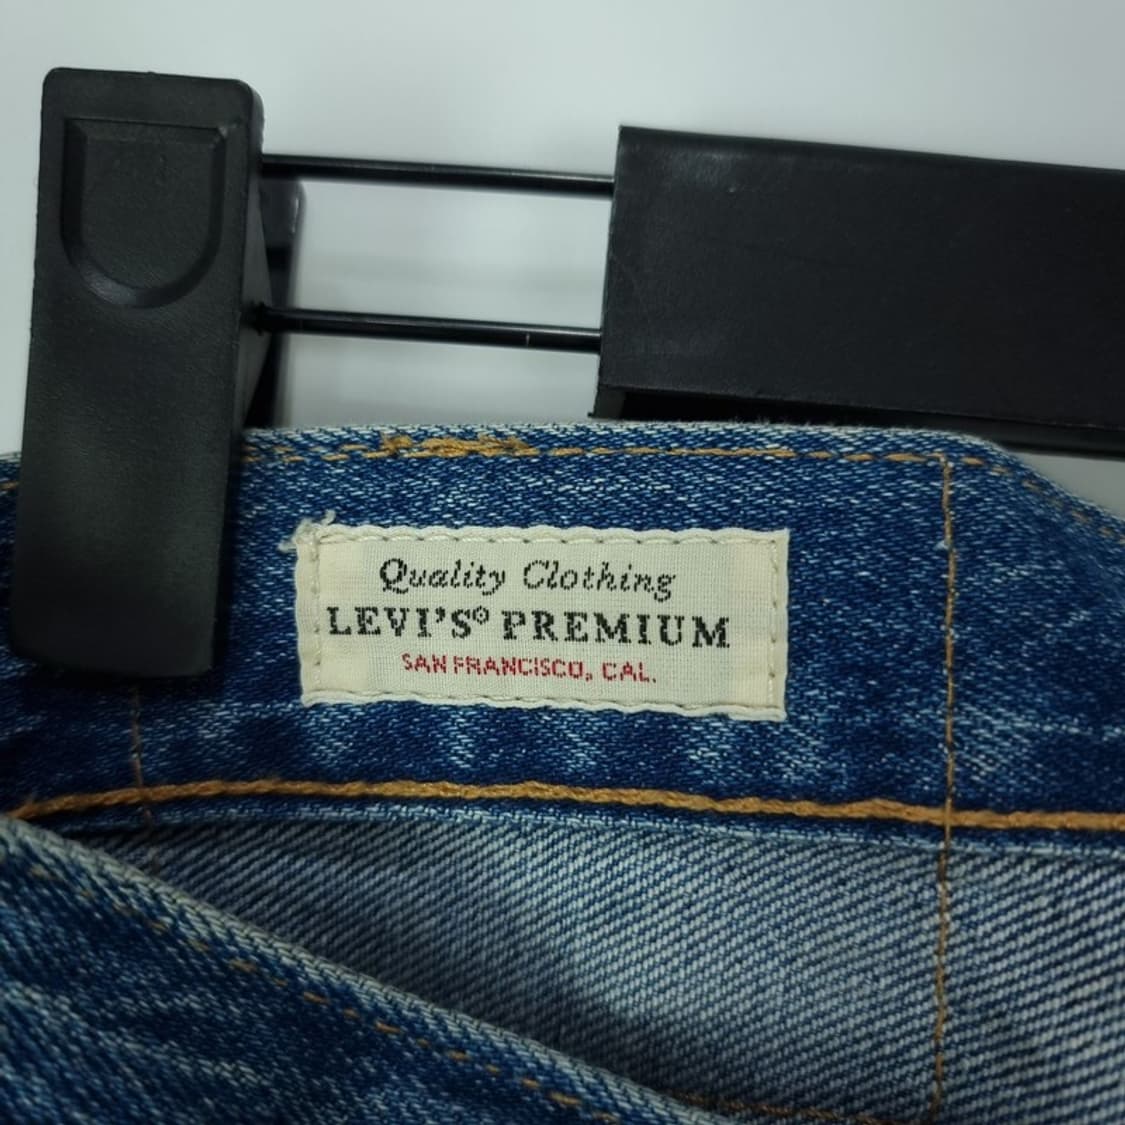 Quality Clothing
LEVI'S® PREMIUM
SAN FRANCISCO, CAL.